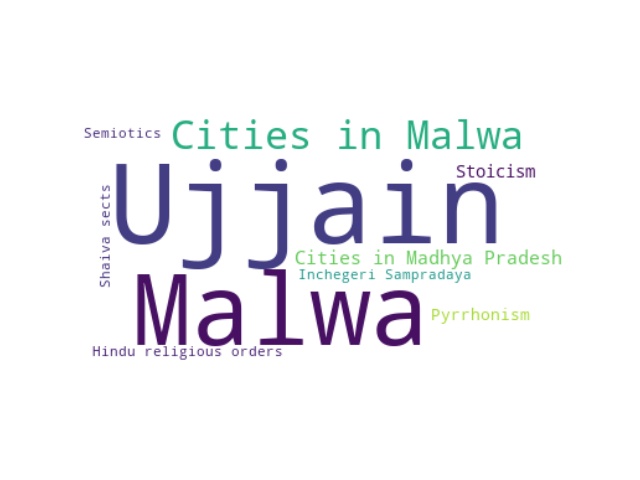 Semiotics
Cities in Malwa
Stoicism
Ujjain
Shaiva sects
Cities in Madhya Pradesh
Inchegeri Sampradaya
Malwa
Pyrrhonism
Hindu religious orders